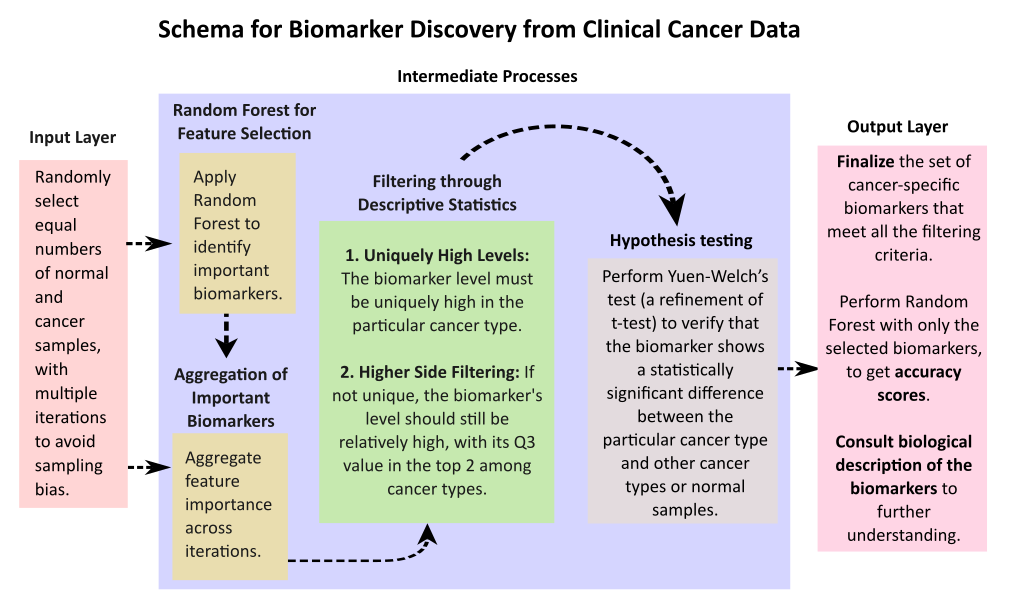 Schema for Biomarker Discovery from Clinical Cancer Data
Intermediate Processes
Input Layer
Randomly
select
equal
numbers
of normal
and
cancer
samples,
with
multiple
iterations
to avoid
sampling
bias.
Random Forest for
Feature Selection
Apply
Random
Forest to
identify
important
biomarkers.
Aggregation of
Important
Biomarkers
Aggregate
feature
importance
across
iterations.
Filtering through
Descriptive Statistics
1. Uniquely High Levels:
The biomarker level must
be uniquely high in the
particular cancer type.
2. Higher Side Filtering: If
not unique, the biomarker's
level should still be
relatively high, with its Q3
value in the top 2 among
cancer types.
Hypothesis testing
Perform Yuen-Welch’s
test (a refinement of
t-test) to verify that
the biomarker shows
a statistically
significant difference
between the
particular cancer type
and other cancer
types or normal
samples.
Output Layer
Finalize the set of
cancer-specific
biomarkers that
meet all the filtering
criteria.
Perform Random
Forest with only the
selected biomarkers,
to get accuracy
scores.
Consult biological
description of the
biomarkers to
further
understanding.